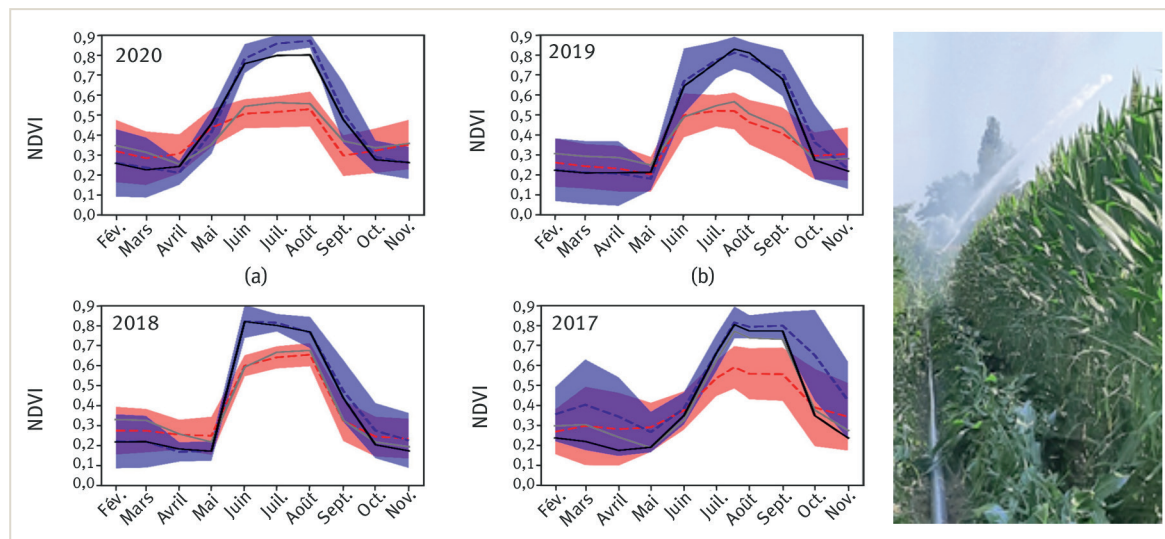 2020
NDVI
0,9
0,8
0,7
0,6
0,5
0,4
0,3
0,2
0,1
0,0
Fév.
Mars
Avril
Mai
Juin
Juil.
Août
Sept.
Oct.
Nov.
(a)
2019
NDVI
0,9
0,8
0,7
0,6
0,5
0,4
0,3
0,2
0,1
0,0
Fév.
Mars
Avril
Mai
Juin
Juil.
Août
Sept.
Oct.
Nov.
(b)
2018
NDVI
0,9
0,8
0,7
0,6
0,5
0,4
0,3
0,2
0,1
0,0
Fév.
Mars
Avril
Mai
Juin
Juil.
Août
Sept.
Oct.
Nov.
2017
NDVI
0,9
0,8
0,7
0,6
0,5
0,4
0,3
0,2
0,1
0,0
Fév.
Mars
Avril
Mai
Juin
Juil.
Août
Sept.
Oct.
Nov.